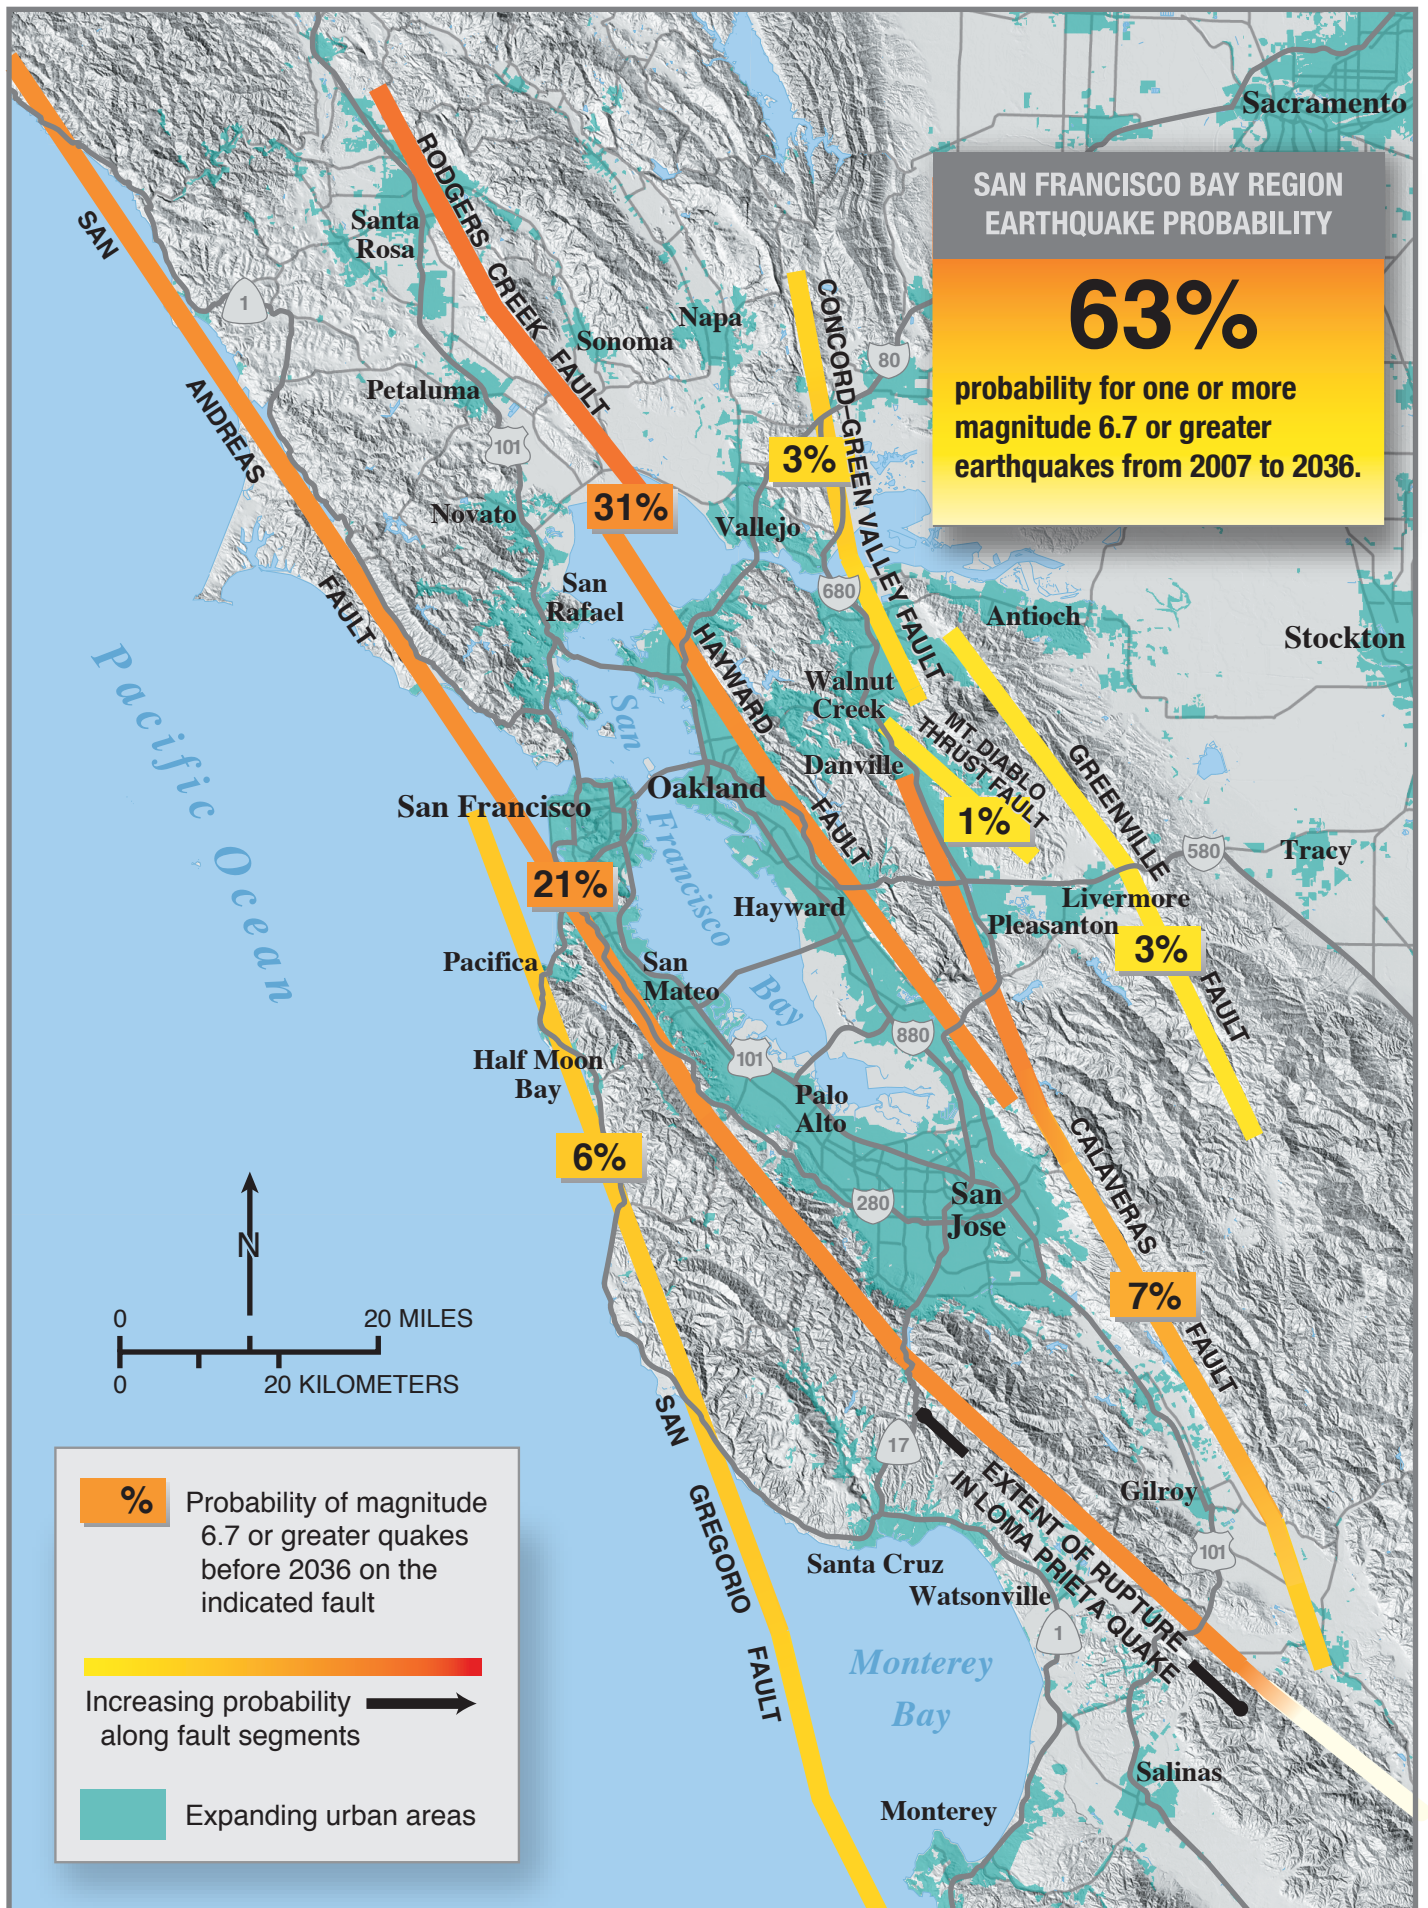 Sacramento
SAN FRANCISCO BAY REGION
EARTHQUAKE PROBABILITY
63%
probability for one or more
magnitude 6.7 or greater
earthquakes from 2007 to 2036.
SAN
ANDREAS
FAULT
RODGERS
CREEK
FAULT
Santa
Rosa
1
Napa
Sonoma
Petaluma
101
CONCORD–GREEN VALLEY FAULT
80
3%
31%
Novato
Vallejo
San
Rafael
680
Antioch
Stockton
HAYWARD
FAULT
Walnut
Creek
MT. DIABLO
THRUST FAULT
Danville
1%
GREENVILLE
FAULT
580
Tracy
Pacific Ocean
San
Francisco
Bay
San Francisco
Oakland
21%
Hayward
Livermore
Pleasanton
3%
Pacifica
San
Mateo
880
101
Half Moon
Bay
Palo
Alto
CALAVERAS
FAULT
6%
280
San
Jose
7%
N
0
20 MILES
0
20 KILOMETERS
SAN
GREGORIO
FAULT
17
EXTENT OF RUPTURE
IN LOMA PRIETA QUAKE
Gilroy
101
Santa Cruz
Watsonville
1
Monterey
Bay
Salinas
Monterey
%
Probability of magnitude
6.7 or greater quakes
before 2036 on the
indicated fault
Increasing probability
along fault segments
Expanding urban areas